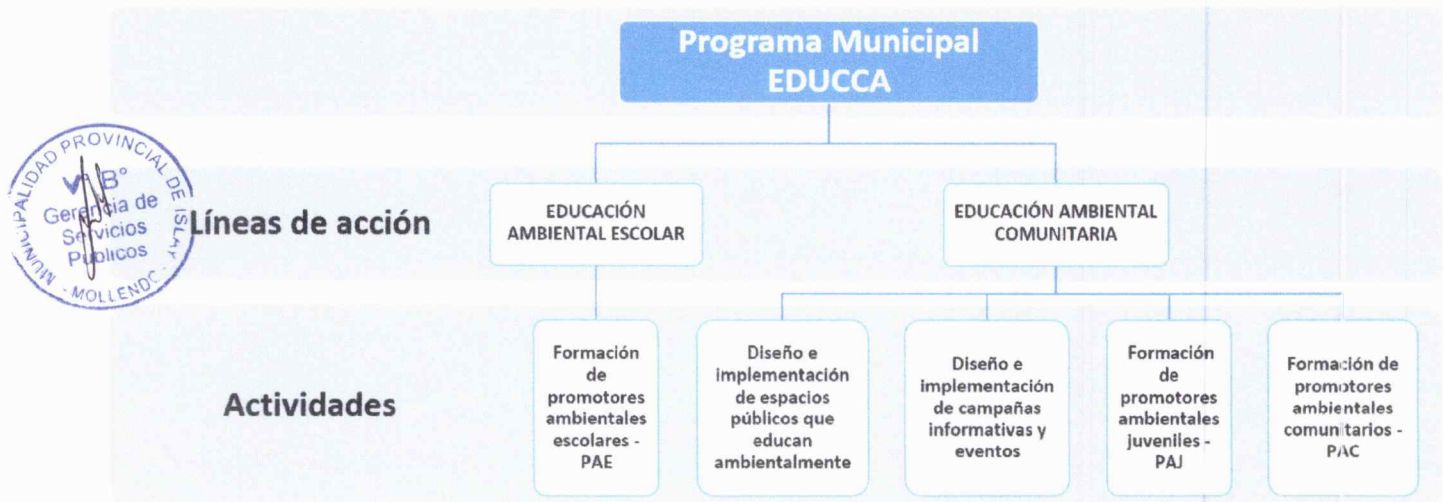 Programa Municipal
EDUCCA
MUNICIPALIDAD PROVINCIAL DE ISLAY
V B°
Gerencia de
Servicios
Públicos
- MOLLENDO -
Líneas de acción
EDUCACIÓN
AMBIENTAL ESCOLAR
EDUCACIÓN AMBIENTAL
COMUNITARIA
Actividades
Formación
de
promotores
ambientales
escolares -
PAE
Diseño e
implementación
de espacios
públicos que
educan
ambientalmente
Diseño e
implementación
de campañas
informativas y
eventos
Formación
de
promotores
ambientales
juveniles -
PAJ
Formación de
promotores
ambientales
comunitarios -
PAC